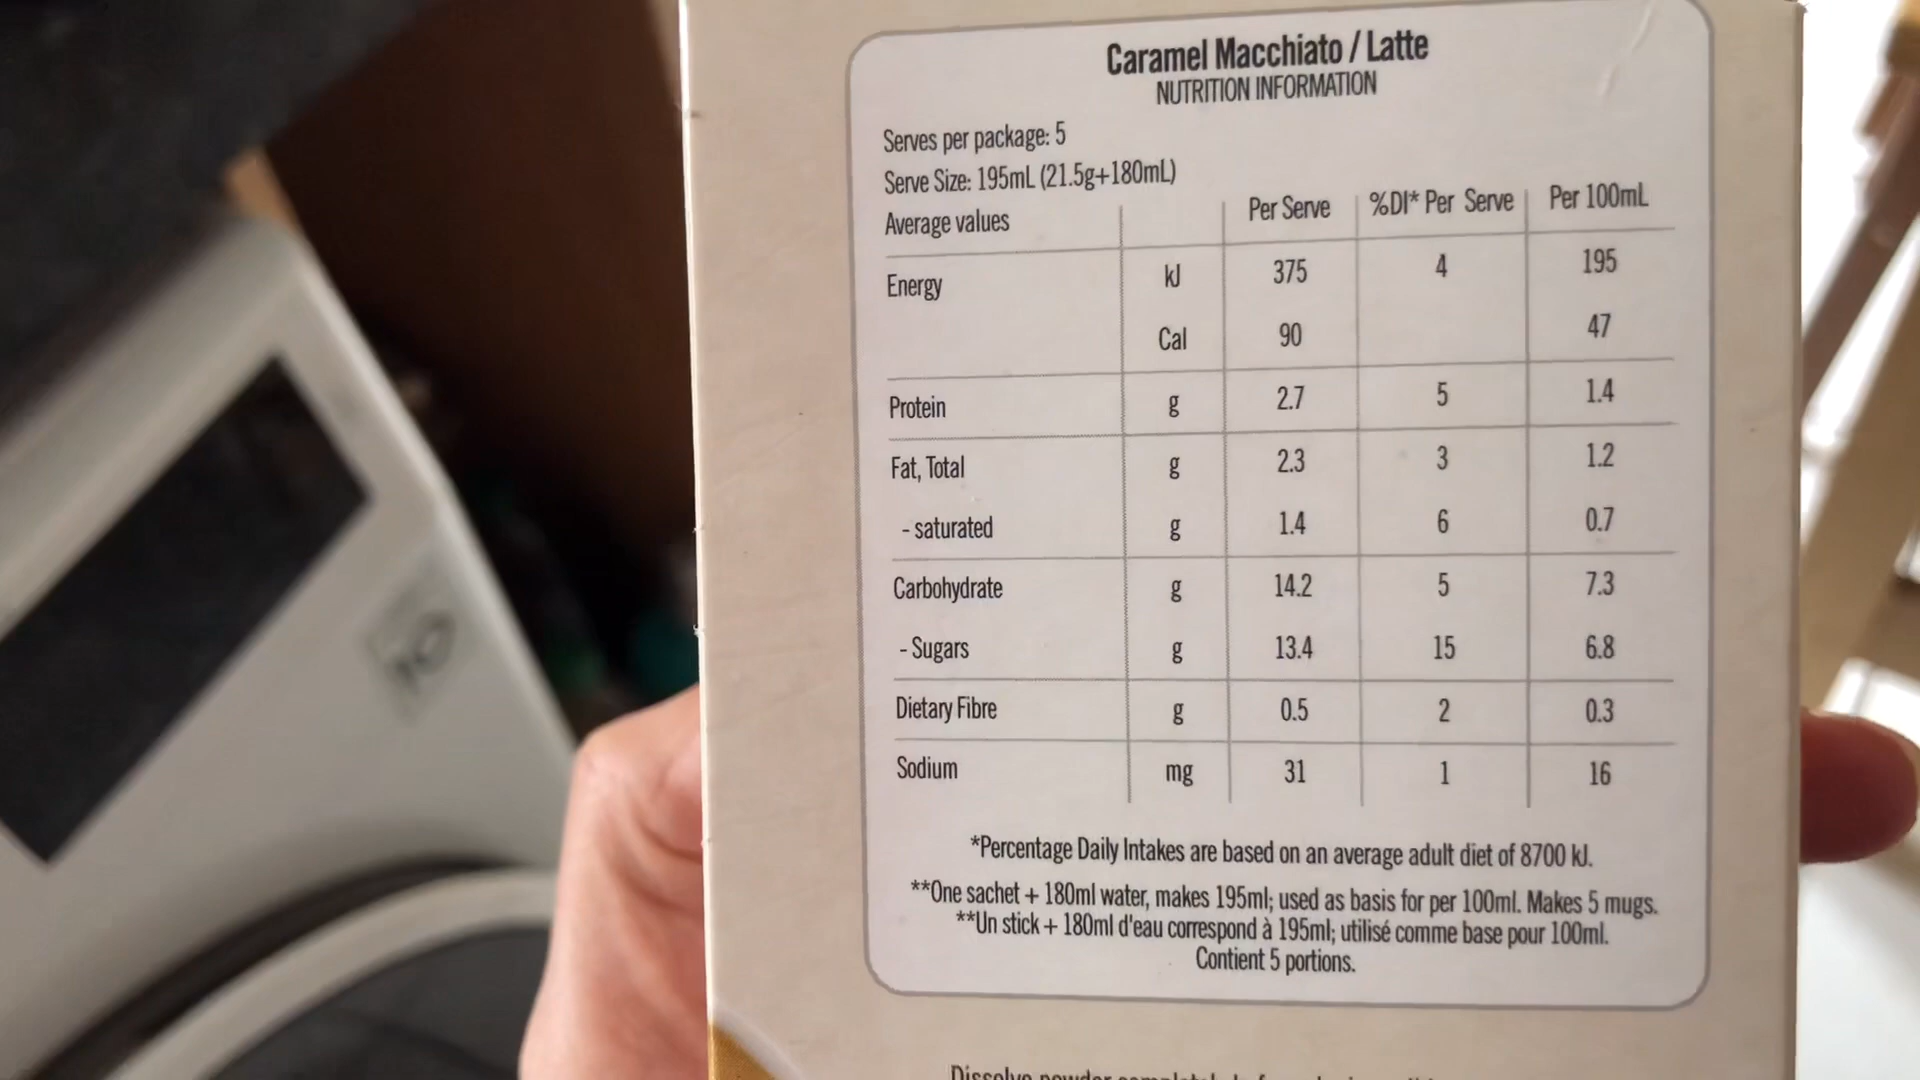 Caramel Macchiato / Latte
NUTRITION INFORMATION
Serves per package: 5
Serve Size: 195mL (21.5g+180mL)
Average values Per Serve %DI* Per Serve Per 100mL
Energy kJ 375 4 195
Cal 90 47
Protein g 2.7 5 1.4
Fat, Total g 2.3 3 1.2
- saturated g 1.4 6 0.7
Carbohydrate g 14.2 5 7.3
- Sugars g 13.4 15 6.8
Dietary Fibre g 0.5 2 0.3
Sodium mg 31 1 16
*Percentage Daily Intakes are based on an average adult diet of 8700 kJ.
**One sachet + 180ml water, makes 195ml; used as basis for per 100ml. Makes 5 mugs.
**Un stick + 180ml d'eau correspond à 195ml; utilisé comme base pour 100ml.
Contient 5 portions.
Dissolve powder completely